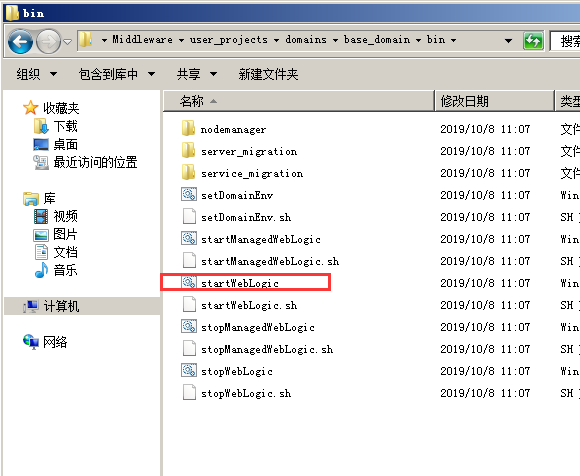 bin
Middleware user_projects domains base_domain bin 搜索
组织 包含到库中 共享 新建文件夹
收藏夹
下载
桌面
最近访问的位置
库
视频
图片
文档
音乐
计算机
网络
名称 修改日期 类型
nodemanager 2019/10/8 11:07 文件
server_migration 2019/10/8 11:07 文件
service_migration 2019/10/8 11:07 文件
setDomainEnv 2019/10/8 11:07 Win
setDomainEnv.sh 2019/10/8 11:07 SH
startManagedWebLogic 2019/10/8 11:07 Win
startManagedWebLogic.sh 2019/10/8 11:07 SH
startWebLogic 2019/10/8 11:07 Win
startWebLogic.sh 2019/10/8 11:07 SH
stopManagedWebLogic 2019/10/8 11:07 Win
stopManagedWebLogic.sh 2019/10/8 11:07 SH
stopWebLogic 2019/10/8 11:07 Win
stopWebLogic.sh 2019/10/8 11:07 SH